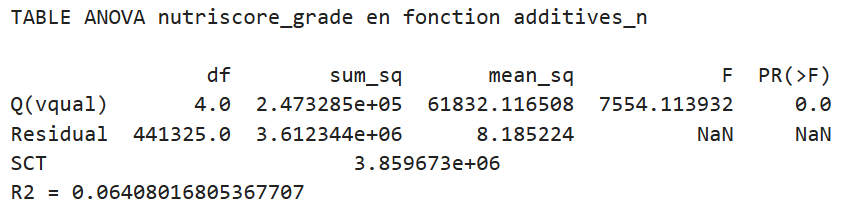 TABLE ANOVA nutriscore_grade en fonction additives_n
df sum_sq mean_sq F PR(>F)
Q(vqual) 4.0 2.473285e+05 61832.116508 7554.113932 0.0
Residual 441325.0 3.612344e+06 8.185224 NaN NaN
SCT 3.859673e+06
R2 = 0.06408016805367707